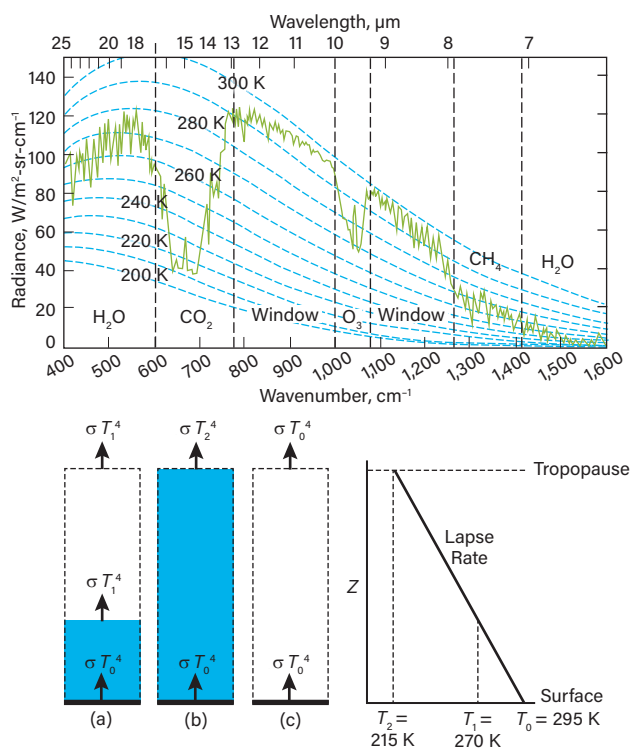 Wavelength, μm
25 20 18 15 14 13 12 11 10 9 8 7
Radiance, W/m²-sr-cm⁻¹
140
120
100
80
60
40
20
0
300 K
280 K
260 K
240 K
220 K
200 K
H₂O CO₂ Window O₃ Window CH₄ H₂O
400 500 600 700 800 900 1,000 1,100 1,200 1,300 1,400 1,500 1,600
Wavenumber, cm⁻¹
σ T₁⁴ σ T₂⁴ σ T₀⁴
σ T₁⁴
σ T₀⁴ σ T₀⁴ σ T₀⁴
(a) (b) (c)
Tropopause
Lapse
Rate
Z
Surface
T₂ = T₁ = T₀ = 295 K
215 K 270 K